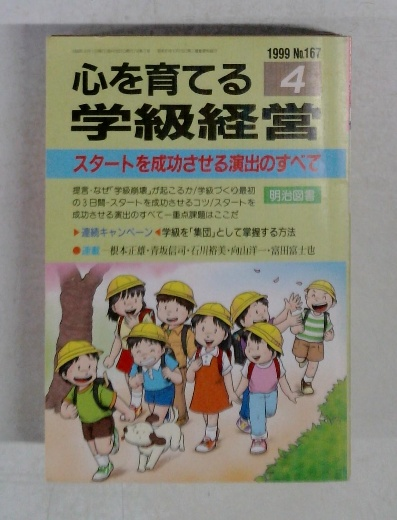 1999 No.167
心を育てる 4
学級経営
スタートを成功させる演出のすべて
提言・なぜ「学級崩壊」が起こるか/学級づくり最初
の3日間-スタートを成功させるコツ/スタートを
成功させる演出のすべて―重点課題はここだ
明治図書
▶連続キャンペーン◀学級を「集団」として掌握する方法
●連載―根本正雄・青坂信司・石川裕美・向山洋一・富田富士也